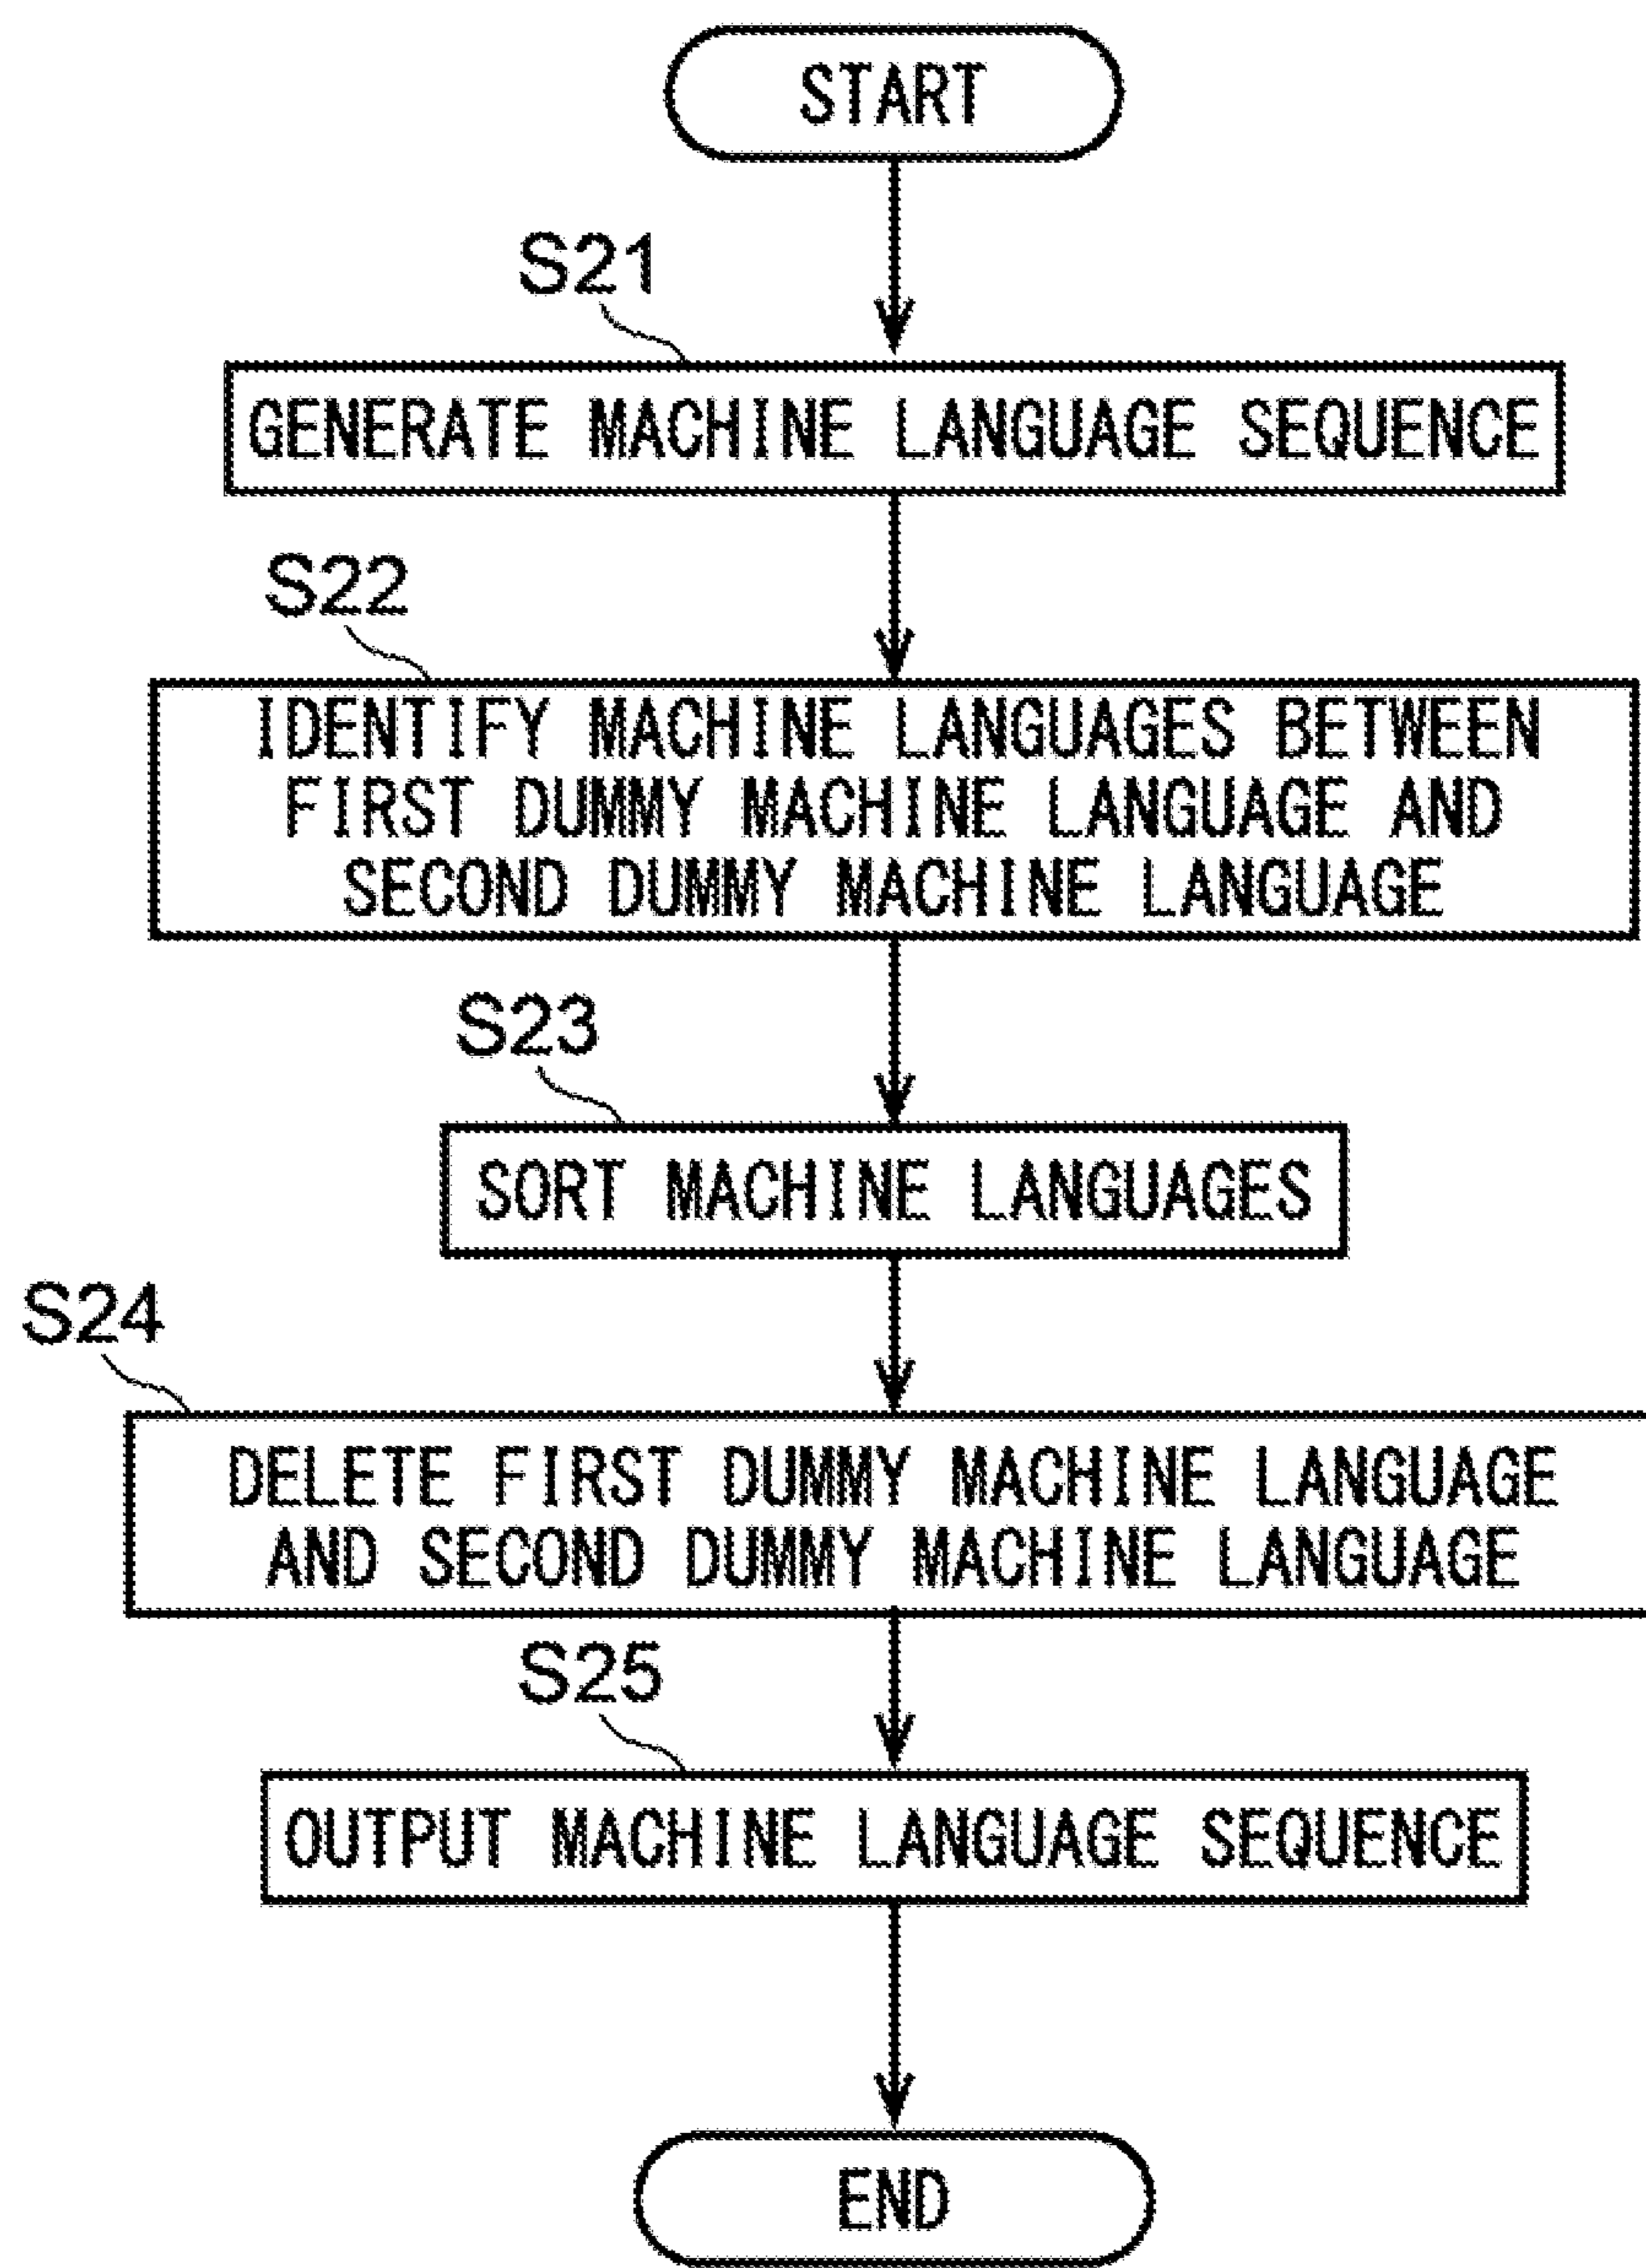 START
S21
GENERATE MACHINE LANGUAGE SEQUENCE
S22
IDENTIFY MACHINE LANGUAGES BETWEEN
FIRST DUMMY MACHINE LANGUAGE AND
SECOND DUMMY MACHINE LANGUAGE
S23
SORT MACHINE LANGUAGES
S24
DELETE FIRST DUMMY MACHINE LANGUAGE
AND SECOND DUMMY MACHINE LANGUAGE
S25
OUTPUT MACHINE LANGUAGE SEQUENCE
END